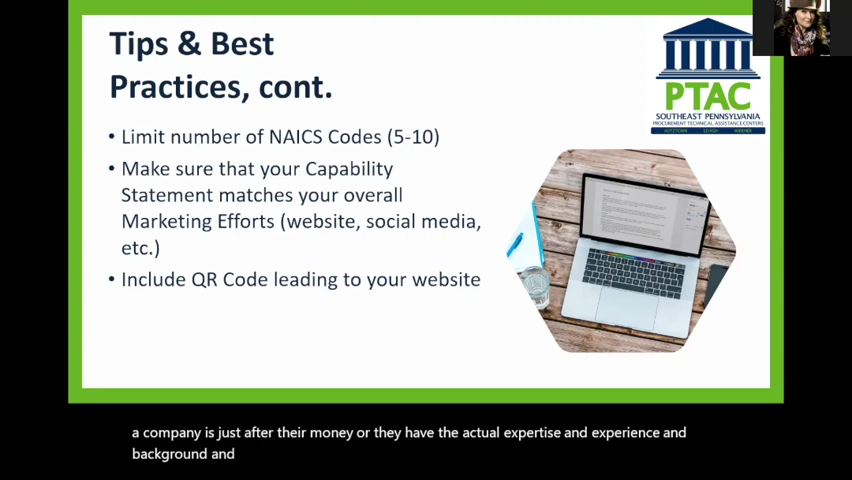 Tips & Best
Practices, cont.
• Limit number of NAICS Codes (5-10)
• Make sure that your Capability
Statement matches your overall
Marketing Efforts (website, social media,
etc.)
• Include QR Code leading to your website
PTAC
SOUTHEAST PENNSYLVANIA
PROCUREMENT TECHNICAL ASSISTANCE CENTERS
KUTZTOWN LEHIGH WIDENER
a company is just after their money or they have the actual expertise and experience and
background and